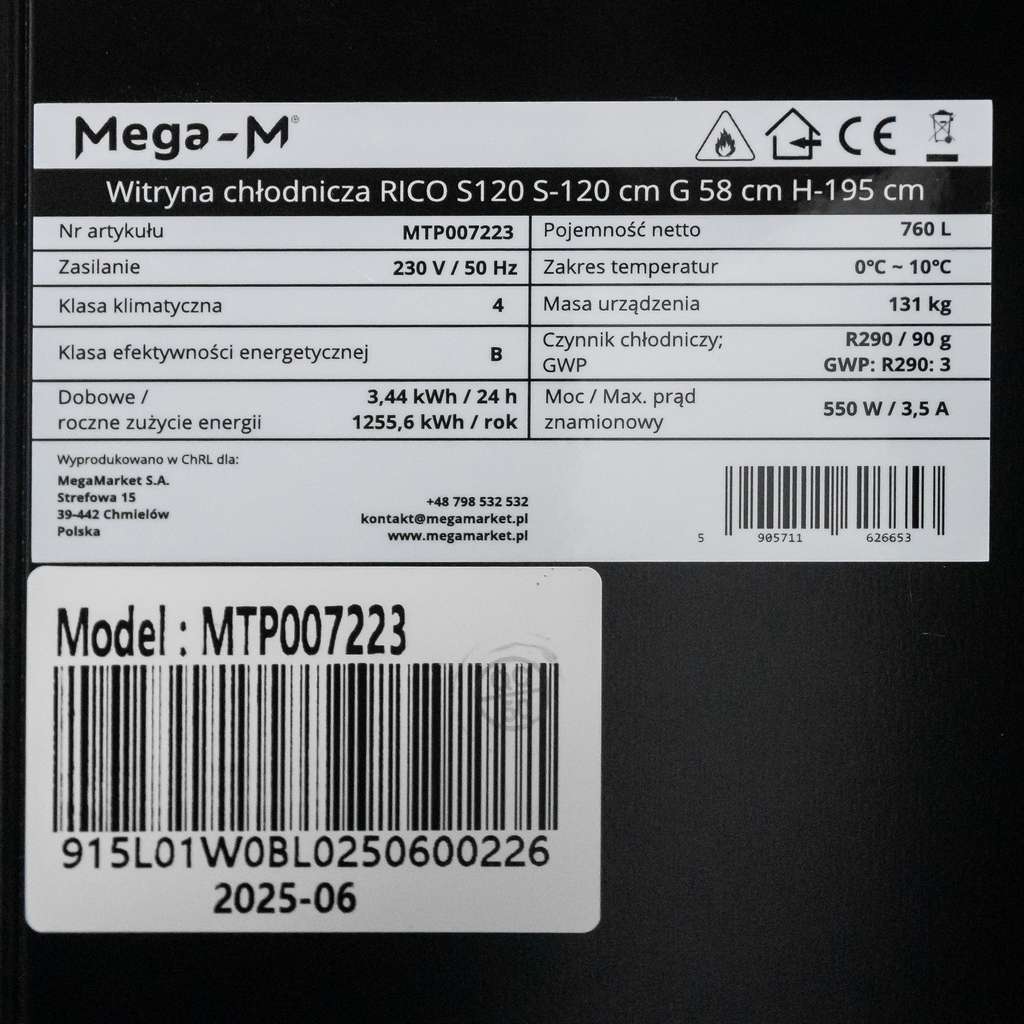 Mega-M®
CE
Witryna chłodnicza RICO S120 S-120 cm G 58 cm H-195 cm
Nr artykułu MTP007223
Pojemność netto 760 L
Zasilanie 230 V / 50 Hz
Zakres temperatur 0°C ~ 10°C
Klasa klimatyczna 4
Masa urządzenia 131 kg
Klasa efektywności energetycznej B
Czynnik chłodniczy; R290 / 90 g
GWP GWP: R290: 3
Dobowe / 3,44 kWh / 24 h
roczne zużycie energii 1255,6 kWh / rok
Moc / Max. prąd
znamionowy 550 W / 3,5 A
Wyprodukowano w ChRL dla:
MegaMarket S.A.
Strefowa 15
39-442 Chmielów
Polska
+48 798 532 532
kontakt@megamarket.pl
www.megamarket.pl
5 905711 626653
Model : MTP007223
915L01W0BL0250600226
2025-06